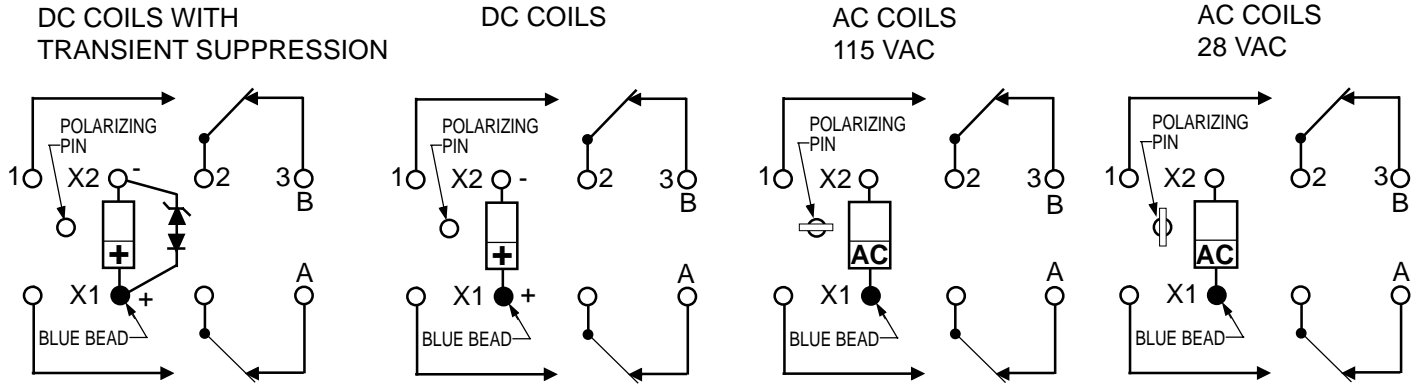 DC COILS WITH
TRANSIENT SUPPRESSION
POLARIZING
PIN
1
X2
-
2
3
B
+
A
X1
+
BLUE BEAD
DC COILS
POLARIZING
PIN
1
X2
-
2
3
B
+
A
X1
+
BLUE BEAD
AC COILS
115 VAC
POLARIZING
PIN
1
X2
2
3
B
AC
A
X1
BLUE BEAD
AC COILS
28 VAC
POLARIZING
PIN
1
X2
2
3
B
AC
A
X1
BLUE BEAD